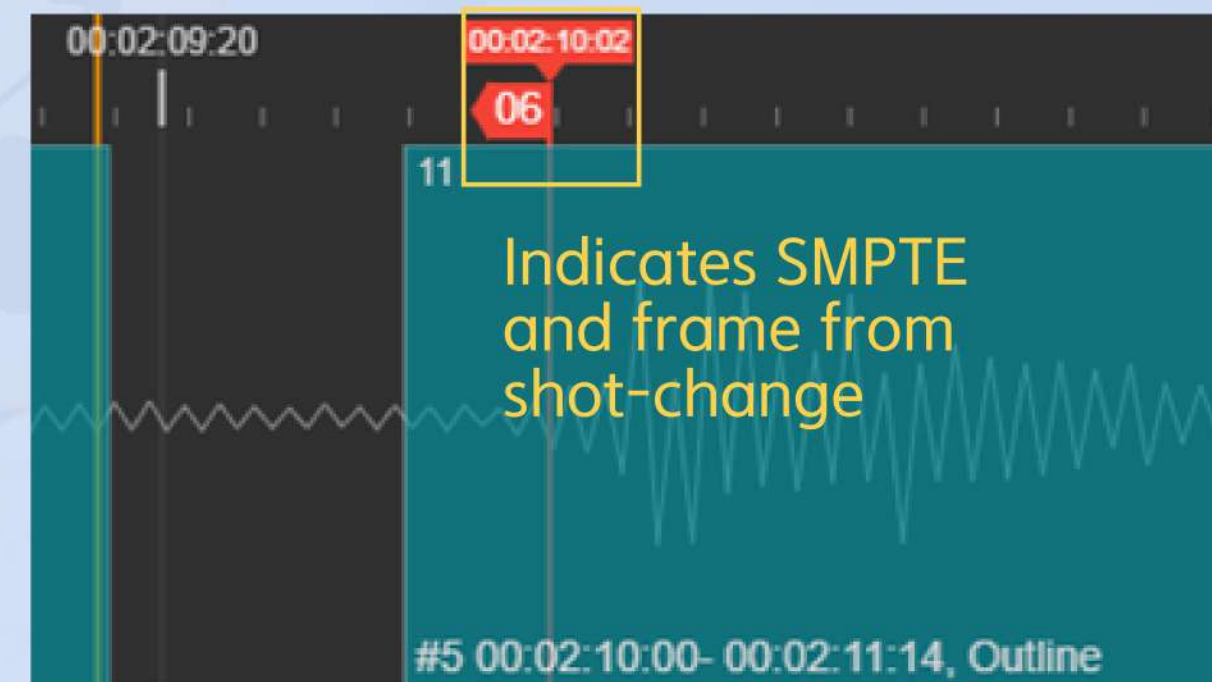 00:02:09:20
00:02:10:02
06
11
Indicates SMPTE
and frame from
shot-change
#5 00:02:10:00- 00:02:11:14, Outline